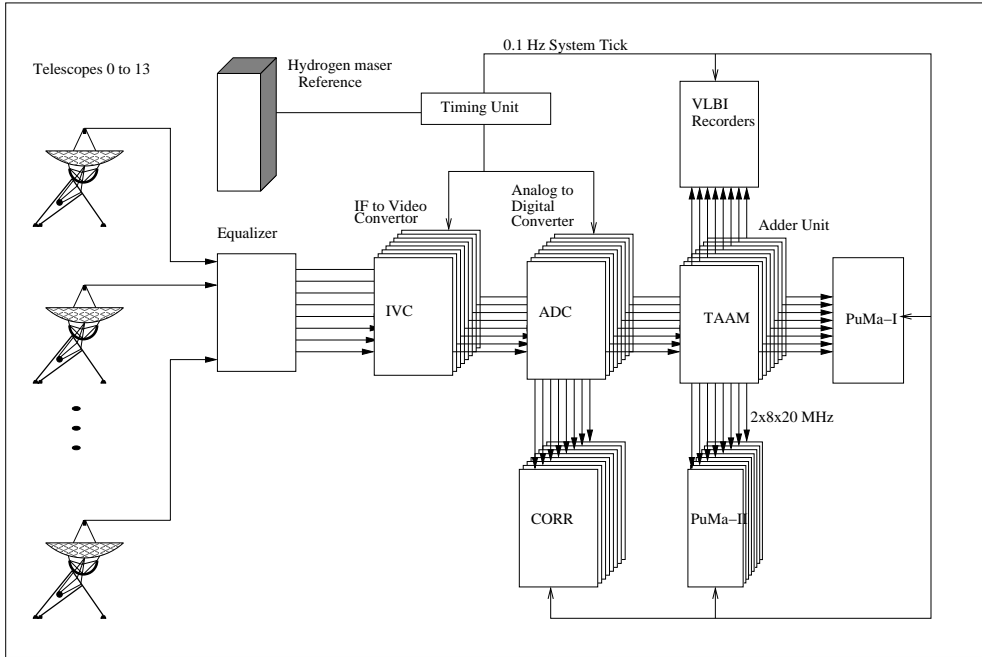 0.1 Hz System Tick
Telescopes 0 to 13
Hydrogen maser
Reference
Timing Unit
VLBI
Recorders
IF to Video
Convertor
Analog to
Digital
Converter
Equalizer
Adder Unit
IVC
ADC
TAAM
PuMa-I
2x8x20 MHz
CORR
PuMa-II